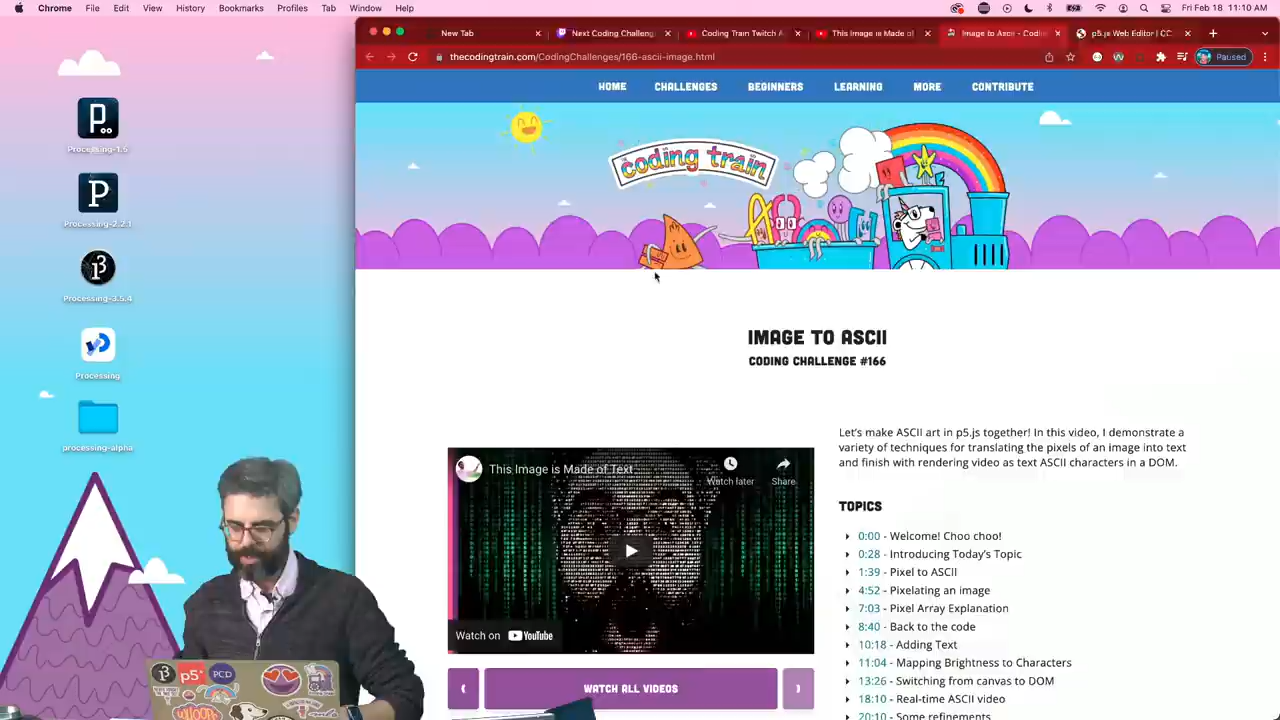 Chrome File Edit View History Bookmarks Profiles Tab Window Help Fri Feb 18 11:10 AM
New Tab Next Coding Challeng Coding Train Twitch A This Image is Made of Image to Ascii - Codin p5.js Web Editor | CC
thecodingtrain.com/CodingChallenges/166-ascii-image.html Paused
HOME CHALLENGES BEGINNERS LEARNING MORE CONTRIBUTE
THE
coding train
Processing-1.5
Processing-2.2.1
Processing-3.5.4
Processing
processing-alpha
IMAGE TO ASCII
CODING CHALLENGE #166
This Image is Made of Text
Watch later Share
Watch on YouTube
WATCH ALL VIDEOS
Let's make ASCII art in p5.js together! In this video, I demonstrate a
variety of techniques for translating the pixels of an image into text
and finish with rendering video as text ASCII characters in a DOM.
TOPICS
0:00 - Welcome! Choo choo!
0:28 - Introducing Today's Topic
1:39 - Pixel to ASCII
4:52 - Pixelating an image
7:03 - Pixel Array Explanation
8:40 - Back to the code
10:18 - Adding Text
11:04 - Mapping Brightness to Characters
13:26 - Switching from canvas to DOM
18:10 - Real-time ASCII video
20:10 - Some refinements
PCD